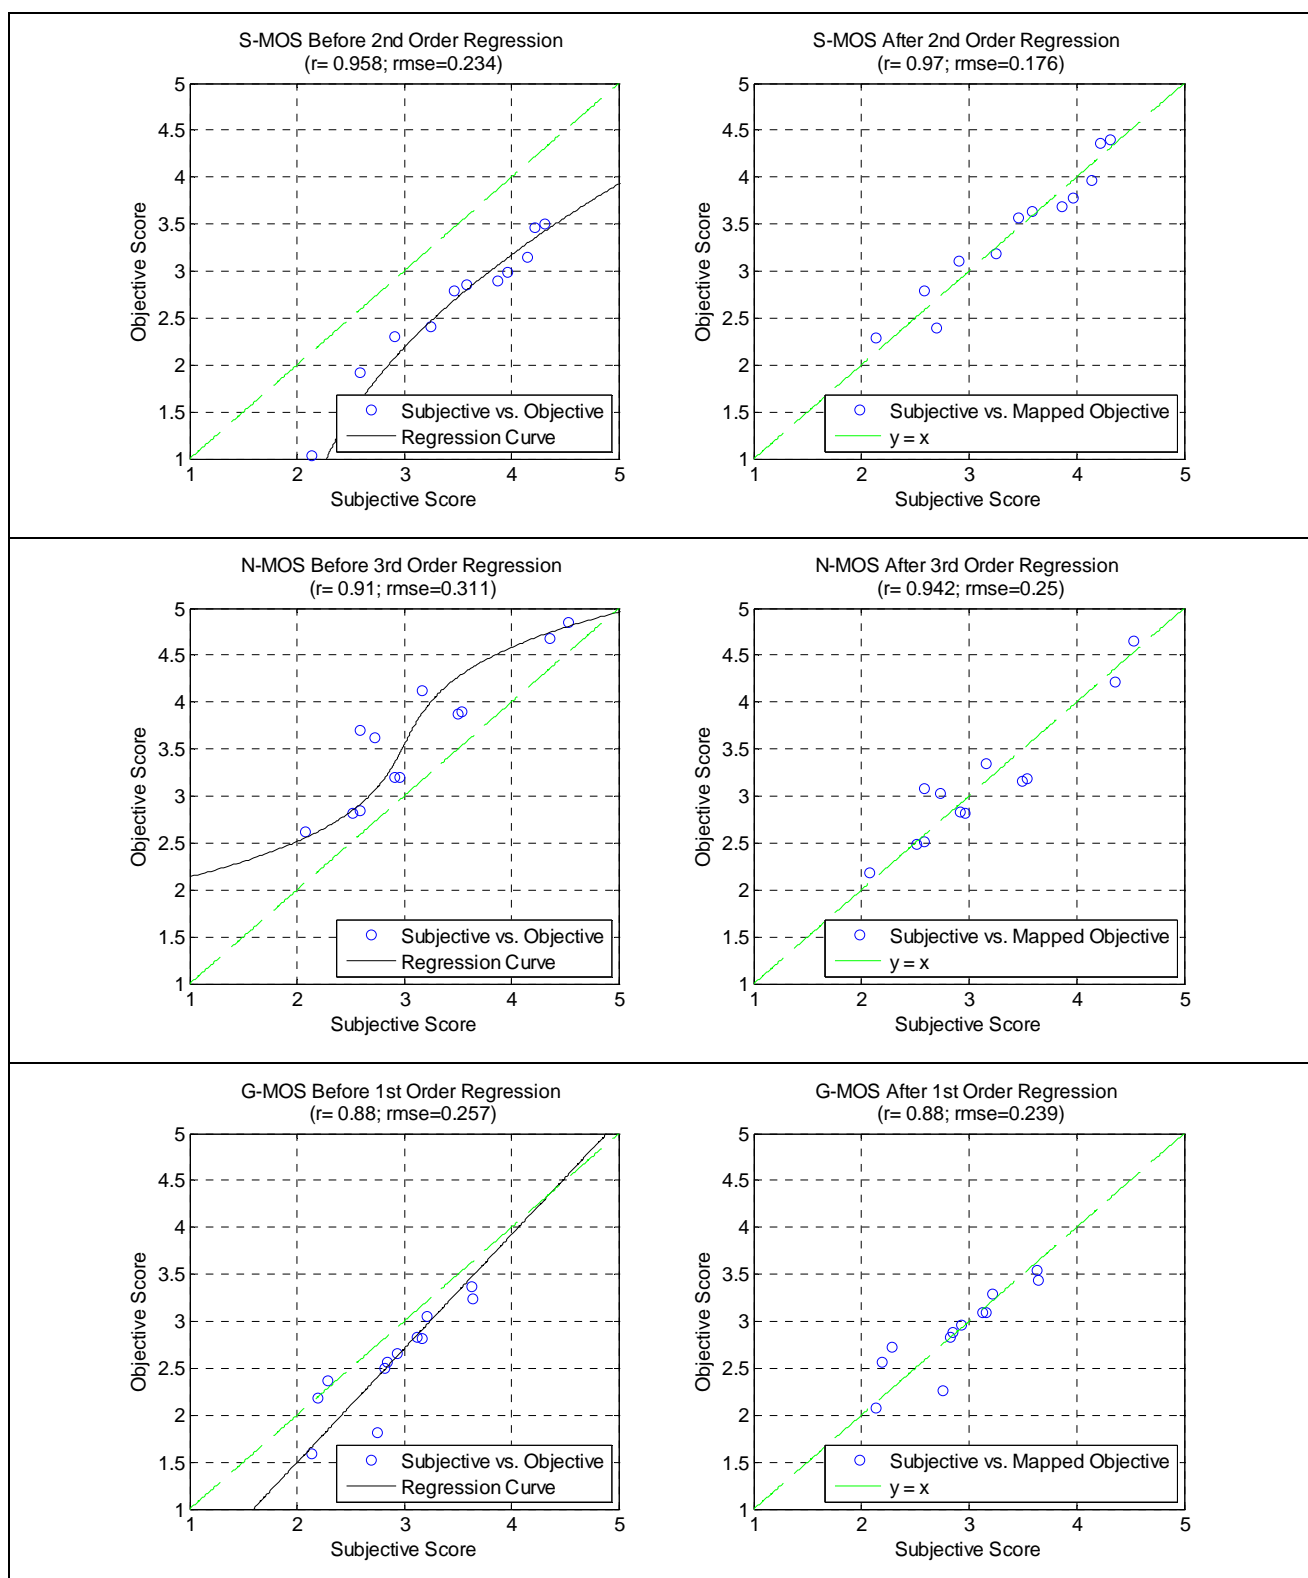 S-MOS Before 2nd Order Regression
(r= 0.958; rmse=0.234)
5
4.5
4
3.5
3
2.5
2
1.5
1
Objective Score
Subjective vs. Objective
Regression Curve
1 2 3 4 5
Subjective Score
S-MOS After 2nd Order Regression
(r= 0.97; rmse=0.176)
5
4.5
4
3.5
3
2.5
2
1.5
1
Objective Score
Subjective vs. Mapped Objective
y = x
1 2 3 4 5
Subjective Score
N-MOS Before 3rd Order Regression
(r= 0.91; rmse=0.311)
5
4.5
4
3.5
3
2.5
2
1.5
1
Objective Score
Subjective vs. Objective
Regression Curve
1 2 3 4 5
Subjective Score
N-MOS After 3rd Order Regression
(r= 0.942; rmse=0.25)
5
4.5
4
3.5
3
2.5
2
1.5
1
Objective Score
Subjective vs. Mapped Objective
y = x
1 2 3 4 5
Subjective Score
G-MOS Before 1st Order Regression
(r= 0.88; rmse=0.257)
5
4.5
4
3.5
3
2.5
2
1.5
1
Objective Score
Subjective vs. Objective
Regression Curve
1 2 3 4 5
Subjective Score
G-MOS After 1st Order Regression
(r= 0.88; rmse=0.239)
5
4.5
4
3.5
3
2.5
2
1.5
1
Objective Score
Subjective vs. Mapped Objective
y = x
1 2 3 4 5
Subjective Score